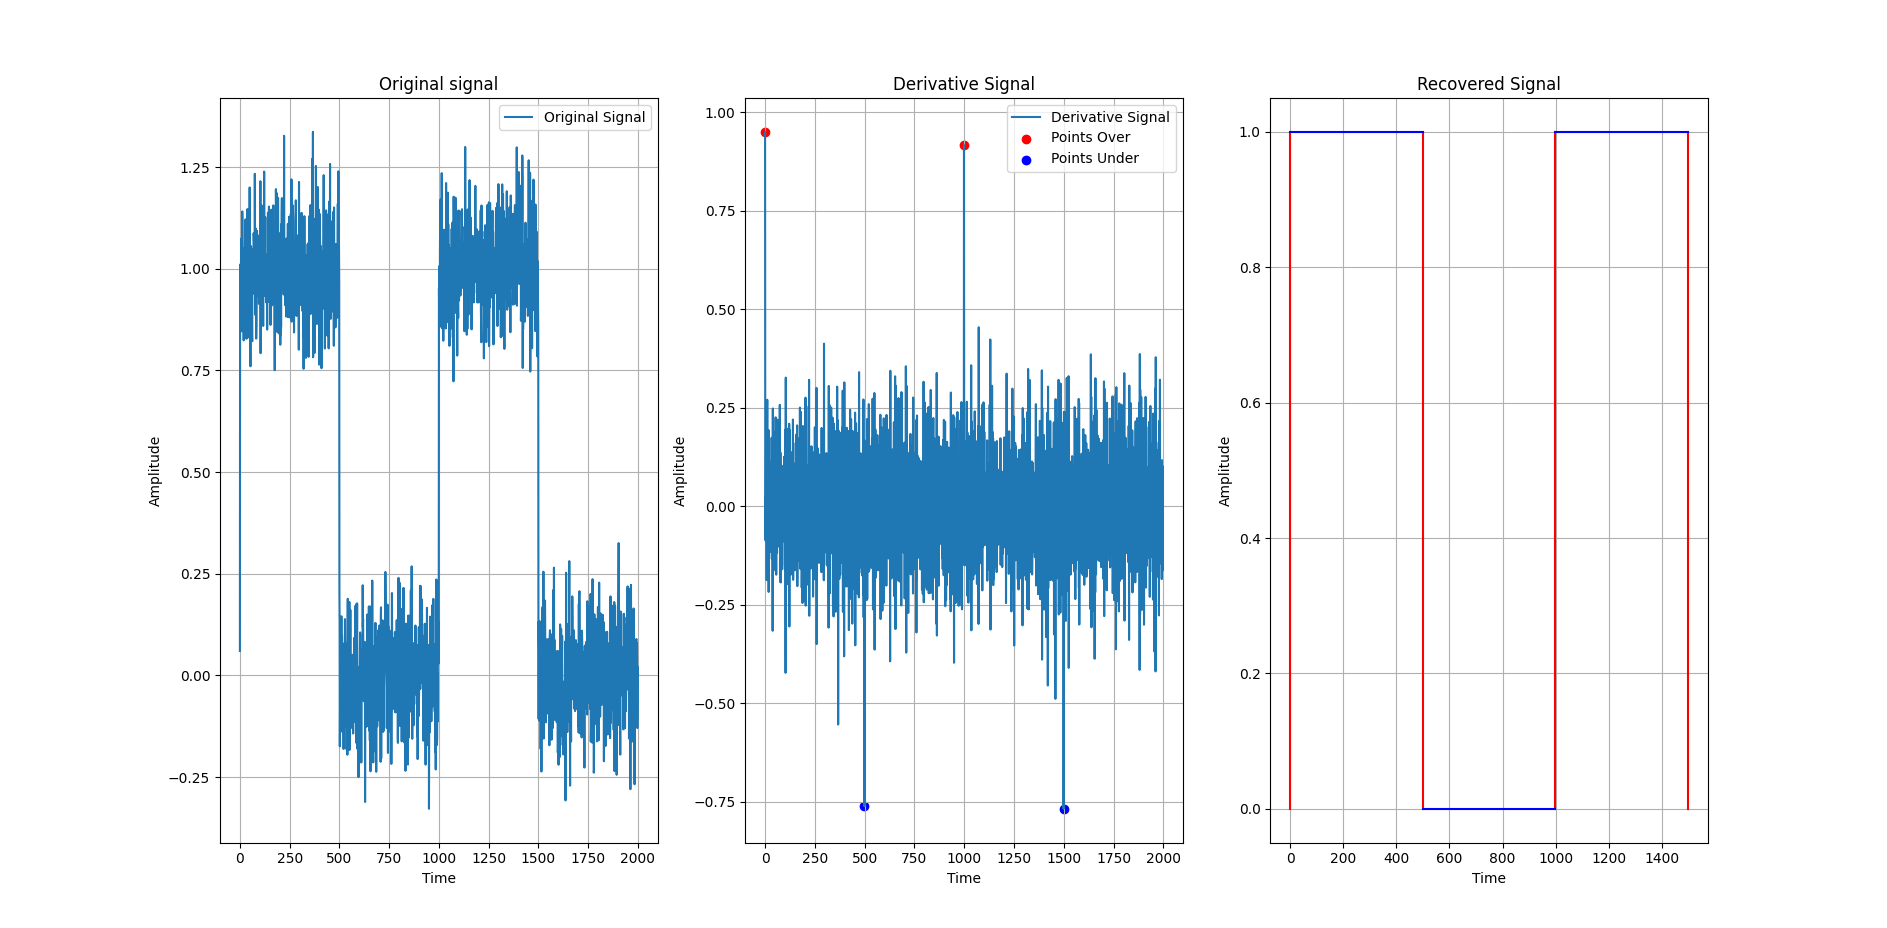 Original signal
Original Signal
1.25
1.00
0.75
0.50
0.25
0.00
−0.25
Amplitude
0 250 500 750 1000 1250 1500 1750 2000
Time
Derivative Signal
Derivative Signal
Points Over
Points Under
1.00
0.75
0.50
0.25
0.00
−0.25
−0.50
−0.75
Amplitude
0 250 500 750 1000 1250 1500 1750 2000
Time
Recovered Signal
1.0
0.8
0.6
0.4
0.2
0.0
Amplitude
0 200 400 600 800 1000 1200 1400
Time